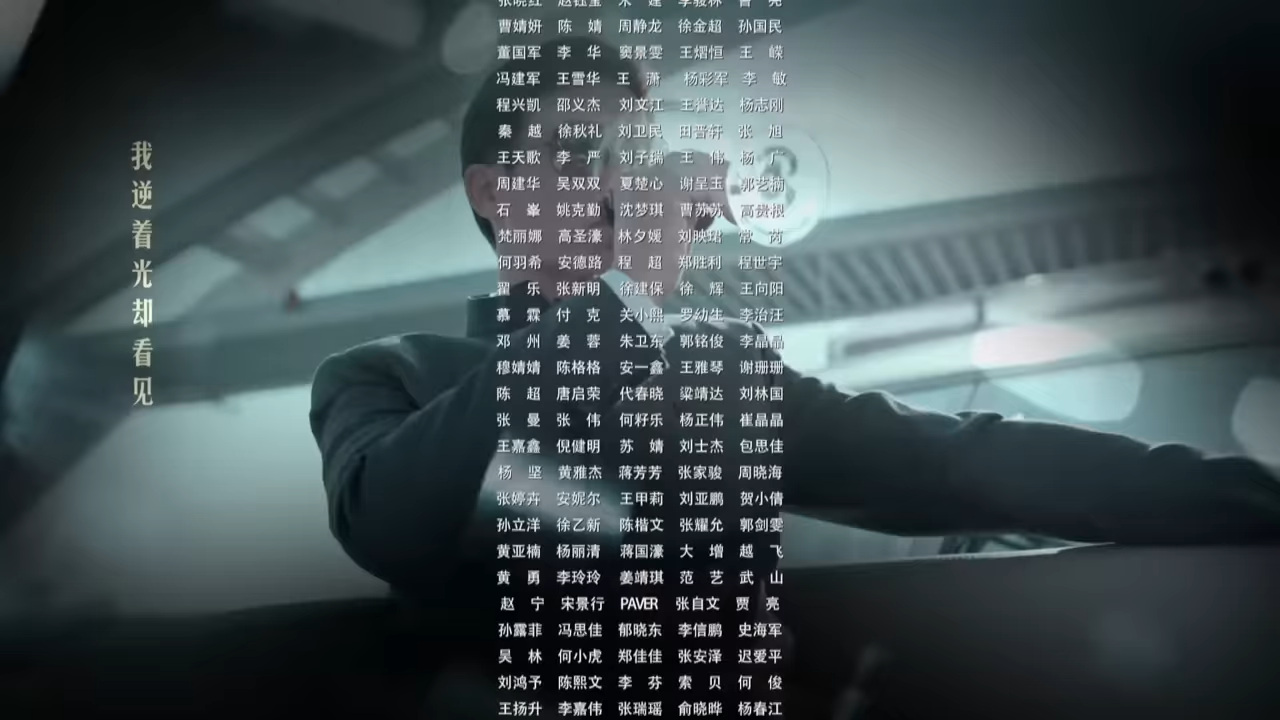 我逆着光却看见
曹婧妍 陈 婧 周静龙 徐金超 孙国民
董国军 李 华 窦景雯 王熠恒 王 嵘
冯建军 王雪华 王 潇 杨彩军 李 敏
程兴凯 邵义杰 刘文江 王誉达 杨志刚
秦 越 徐秋礼 刘卫民 田晋轩 张 旭
王天歌 李 严 刘子瑞 王 伟 杨 广
周建华 吴双双 夏楚心 谢呈玉 郭艺楠
石 峯 姚克勤 沈梦琪 曹苏苏 高贵根
梵丽娜 高圣濠 林夕媛 刘映珺 常 芮
何羽希 安德路 程 超 郑胜利 程世宇
翟 乐 张新明 徐建保 徐 辉 王向阳
慕 霖 付 克 关小熙 罗幼生 李治汪
邓 州 姜 蓉 朱卫东 郭铭俊 李晶晶
穆婧婧 陈格格 安一鑫 王雅琴 谢珊珊
陈 超 唐启荣 代春晓 梁靖达 刘林国
张 曼 张 伟 何籽乐 杨正伟 崔晶晶
王嘉鑫 倪健明 苏 婧 刘士杰 包思佳
杨 坚 黄雅杰 蒋芳芳 张家骏 周晓海
张婷卉 安妮尔 王甲莉 刘亚鹏 贺小倩
孙立洋 徐乙新 陈楷文 张耀允 郭剑雯
黄亚楠 杨丽清 蒋国濠 大 增 越 飞
黄 勇 李玲玲 姜靖琪 范 艺 武 山
赵 宁 宋景行 PAVER 张自文 贾 亮
孙露菲 冯思佳 郁晓东 李信鹏 史海军
吴 林 何小虎 郑佳佳 张安泽 迟爱平
刘鸿予 陈熙文 李 芬 索 贝 何 俊
王扬升 李嘉伟 张瑞瑶 俞晓晔 杨春江